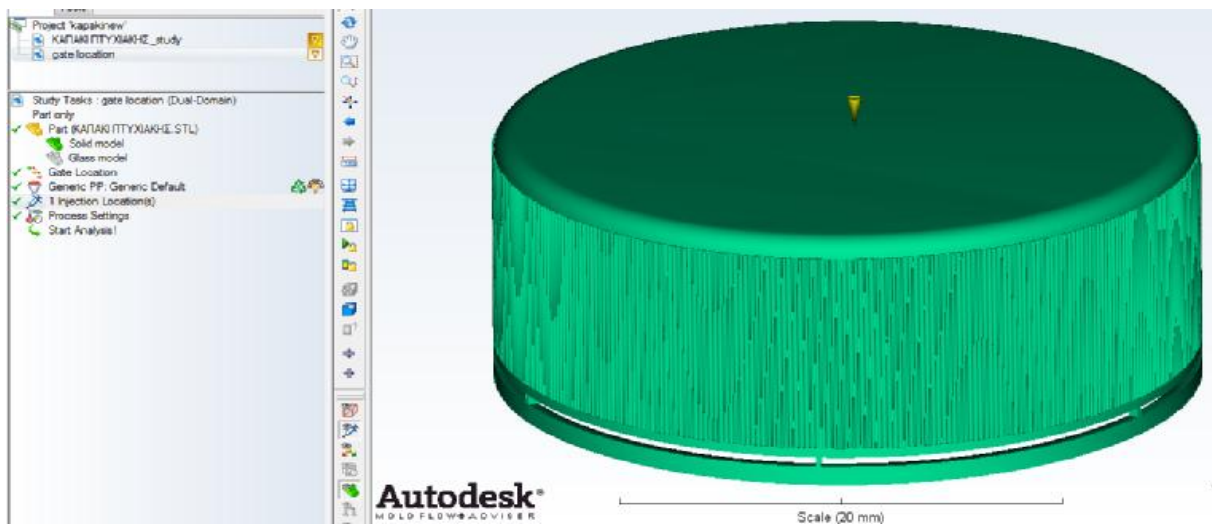 Project 'kapakinew'
ΚΑΠΑΚΙ ΠΤΥΧΙΑΚΗΣ_study
gate location
Study Tasks : gate location (Dual-Domain)
Part only
Part (ΚΑΠΑΚΙ ΠΤΥΧΙΑΚΗΣ.STL)
Solid model
Glass model
Gate Location
Generic PP: Generic Default
1 Injection Location(s)
Process Settings
Start Analysis!
Autodesk®
MOLDFLOW ADVISER
Scale (20 mm)